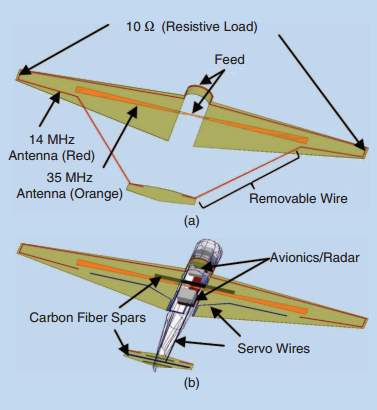 10 Ω (Resistive Load)
Feed
14 MHz
Antenna (Red)
35 MHz
Antenna (Orange)
Removable Wire
(a)
Avionics/Radar
Carbon Fiber Spars
Servo Wires
(b)